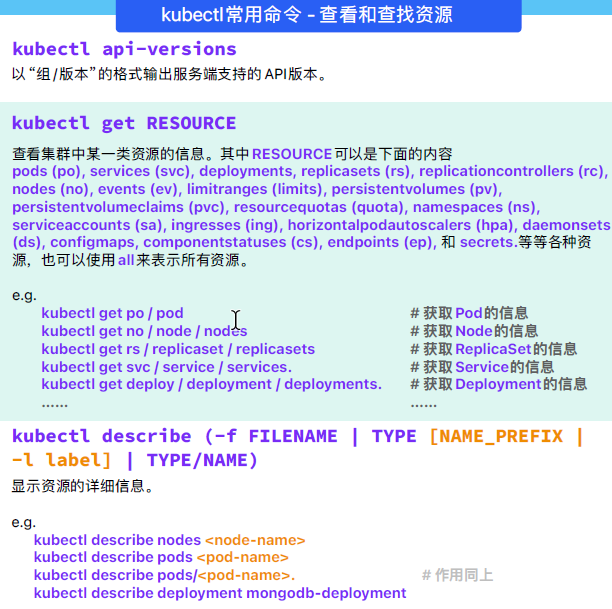 kubectl常用命令 - 查看和查找资源
kubectl api-versions
以“组/版本”的格式输出服务端支持的API版本。
kubectl get RESOURCE
查看集群中某一类资源的信息。其中RESOURCE可以是下面的内容
pods (po), services (svc), deployments, replicasets (rs), replicationcontrollers (rc),
nodes (no), events (ev), limitranges (limits), persistentvolumes (pv),
persistentvolumeclaims (pvc), resourcequotas (quota), namespaces (ns),
serviceaccounts (sa), ingresses (ing), horizontalpodautoscalers (hpa), daemonsets
(ds), configmaps, componentstatuses (cs), endpoints (ep), 和 secrets.等等各种资
源，也可以使用all来表示所有资源。
e.g.
kubectl get po / pod # 获取Pod的信息
kubectl get no / node / nodes # 获取Node的信息
kubectl get rs / replicaset / replicasets # 获取ReplicaSet的信息
kubectl get svc / service / services. # 获取Service的信息
kubectl get deploy / deployment / deployments. # 获取Deployment的信息
...... ......
kubectl describe (-f FILENAME | TYPE [NAME_PREFIX |
-l label] | TYPE/NAME)
显示资源的详细信息。
e.g.
kubectl describe nodes <node-name>
kubectl describe pods <pod-name>
kubectl describe pods/<pod-name>. # 作用同上
kubectl describe deployment mongodb-deployment